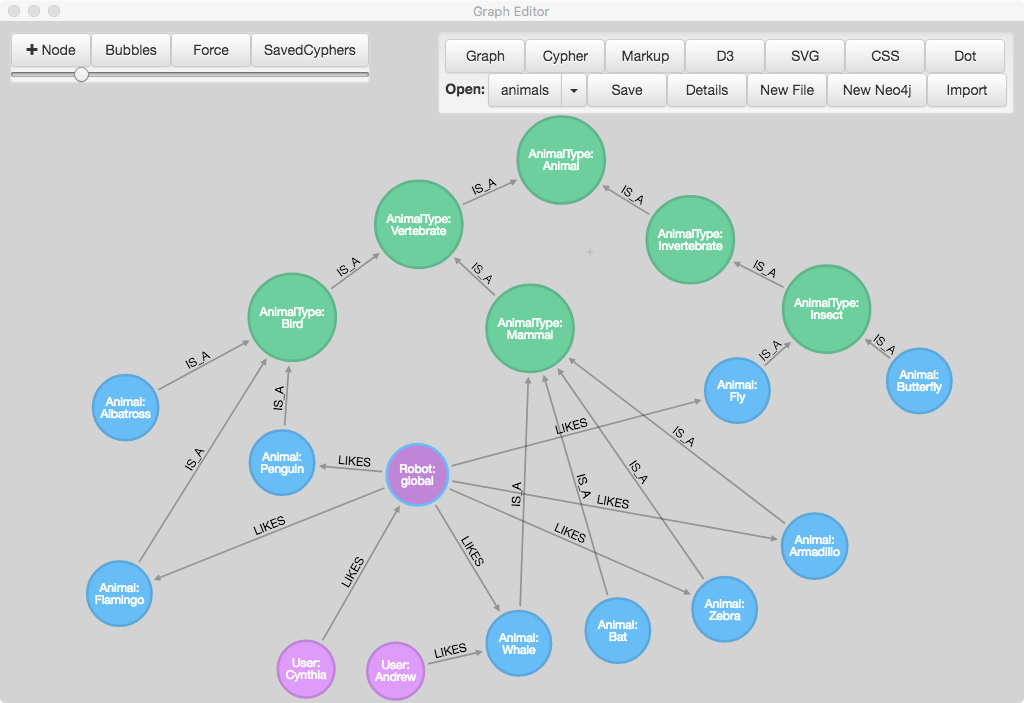 Graph Editor
+ Node
Bubbles
Force
SavedCyphers
Graph
Cypher
Markup
D3
SVG
CSS
Dot
Open:
animals
Save
Details
New File
New Neo4j
Import
AnimalType:
Animal
IS_A
IS_A
AnimalType:
Vertebrate
AnimalType:
Invertebrate
IS_A
IS_A
IS_A
AnimalType:
Bird
AnimalType:
Mammal
AnimalType:
Insect
IS_A
IS_A
IS_A
Animal:
Albatross
IS_A
Animal:
Fly
Animal:
Butterfly
LIKES
IS_A
IS_A
Animal:
Penguin
LIKES
Robot:
global
IS_A
IS_A
IS_A
LIKES
LIKES
LIKES
LIKES
LIKES
Animal:
Armadillo
Animal:
Flamingo
Animal:
Zebra
Animal:
Bat
Animal:
Whale
LIKES
User:
Cynthia
User:
Andrew
LIKES